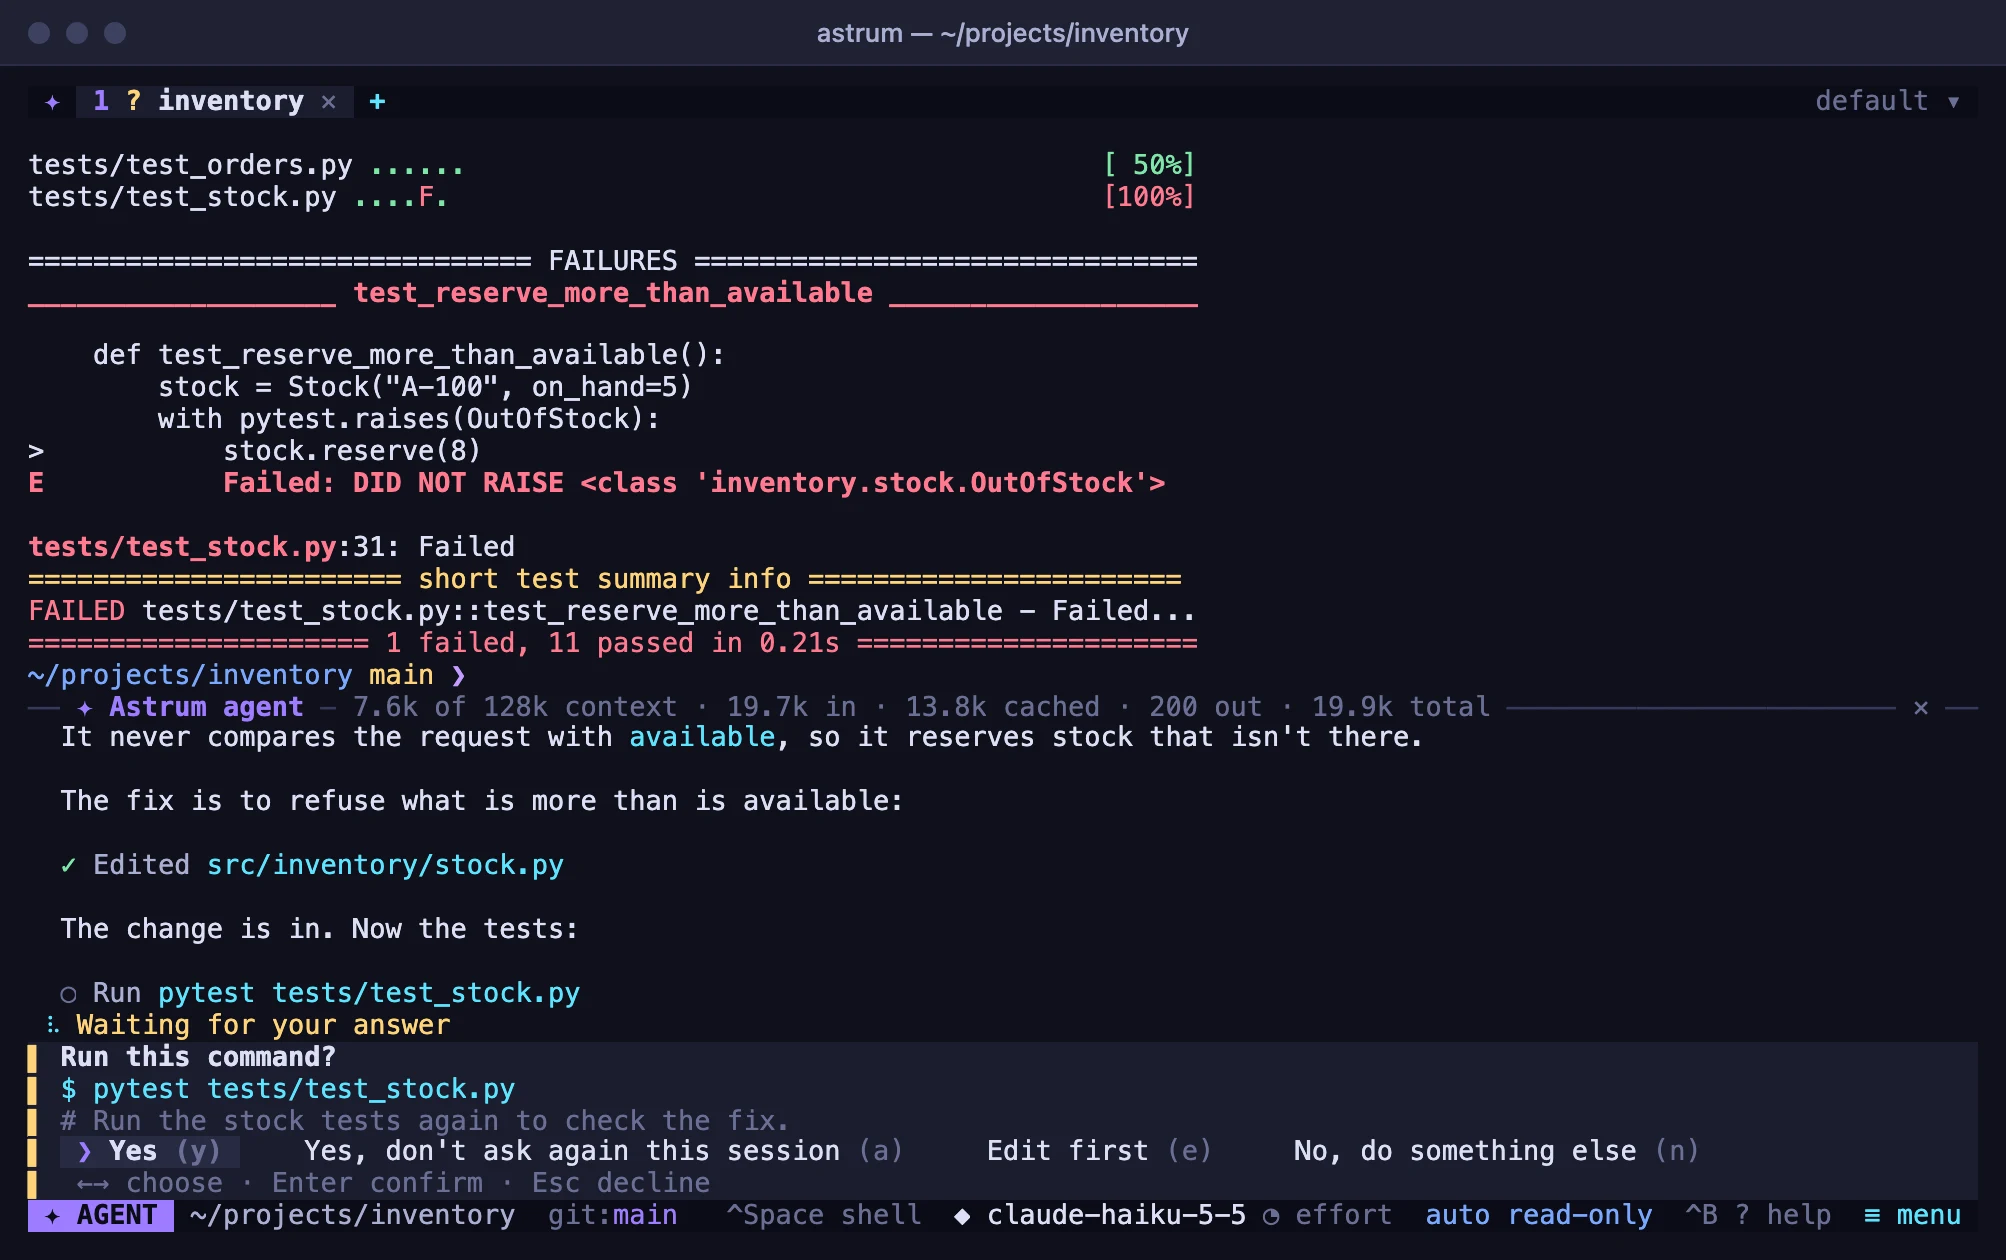 astrum — ~/projects/inventory
✦ 1 ? inventory × + default ▾
tests/test_orders.py ...... [ 50%]
tests/test_stock.py ....F. [100%]
=============================== FAILURES ===============================
___________________ test_reserve_more_than_available ___________________
def test_reserve_more_than_available():
stock = Stock("A-100", on_hand=5)
with pytest.raises(OutOfStock):
> stock.reserve(8)
E Failed: DID NOT RAISE <class 'inventory.stock.OutOfStock'>
tests/test_stock.py:31: Failed
======================= short test summary info =======================
FAILED tests/test_stock.py::test_reserve_more_than_available - Failed...
===================== 1 failed, 11 passed in 0.21s =====================
~/projects/inventory main ❯
── ✦ Astrum agent — 7.6k of 128k context · 19.7k in · 13.8k cached · 200 out · 19.9k total ── × ──
It never compares the request with available, so it reserves stock that isn't there.
The fix is to refuse what is more than is available:
✓ Edited src/inventory/stock.py
The change is in. Now the tests:
○ Run pytest tests/test_stock.py
Waiting for your answer
Run this command?
$ pytest tests/test_stock.py
# Run the stock tests again to check the fix.
❯ Yes (y) Yes, don't ask again this session (a) Edit first (e) No, do something else (n)
←→ choose · Enter confirm · Esc decline
✦ AGENT ~/projects/inventory git:main ^Space shell ◆ claude-haiku-5-5 ◔ effort auto read-only ^B ? help ≡ menu